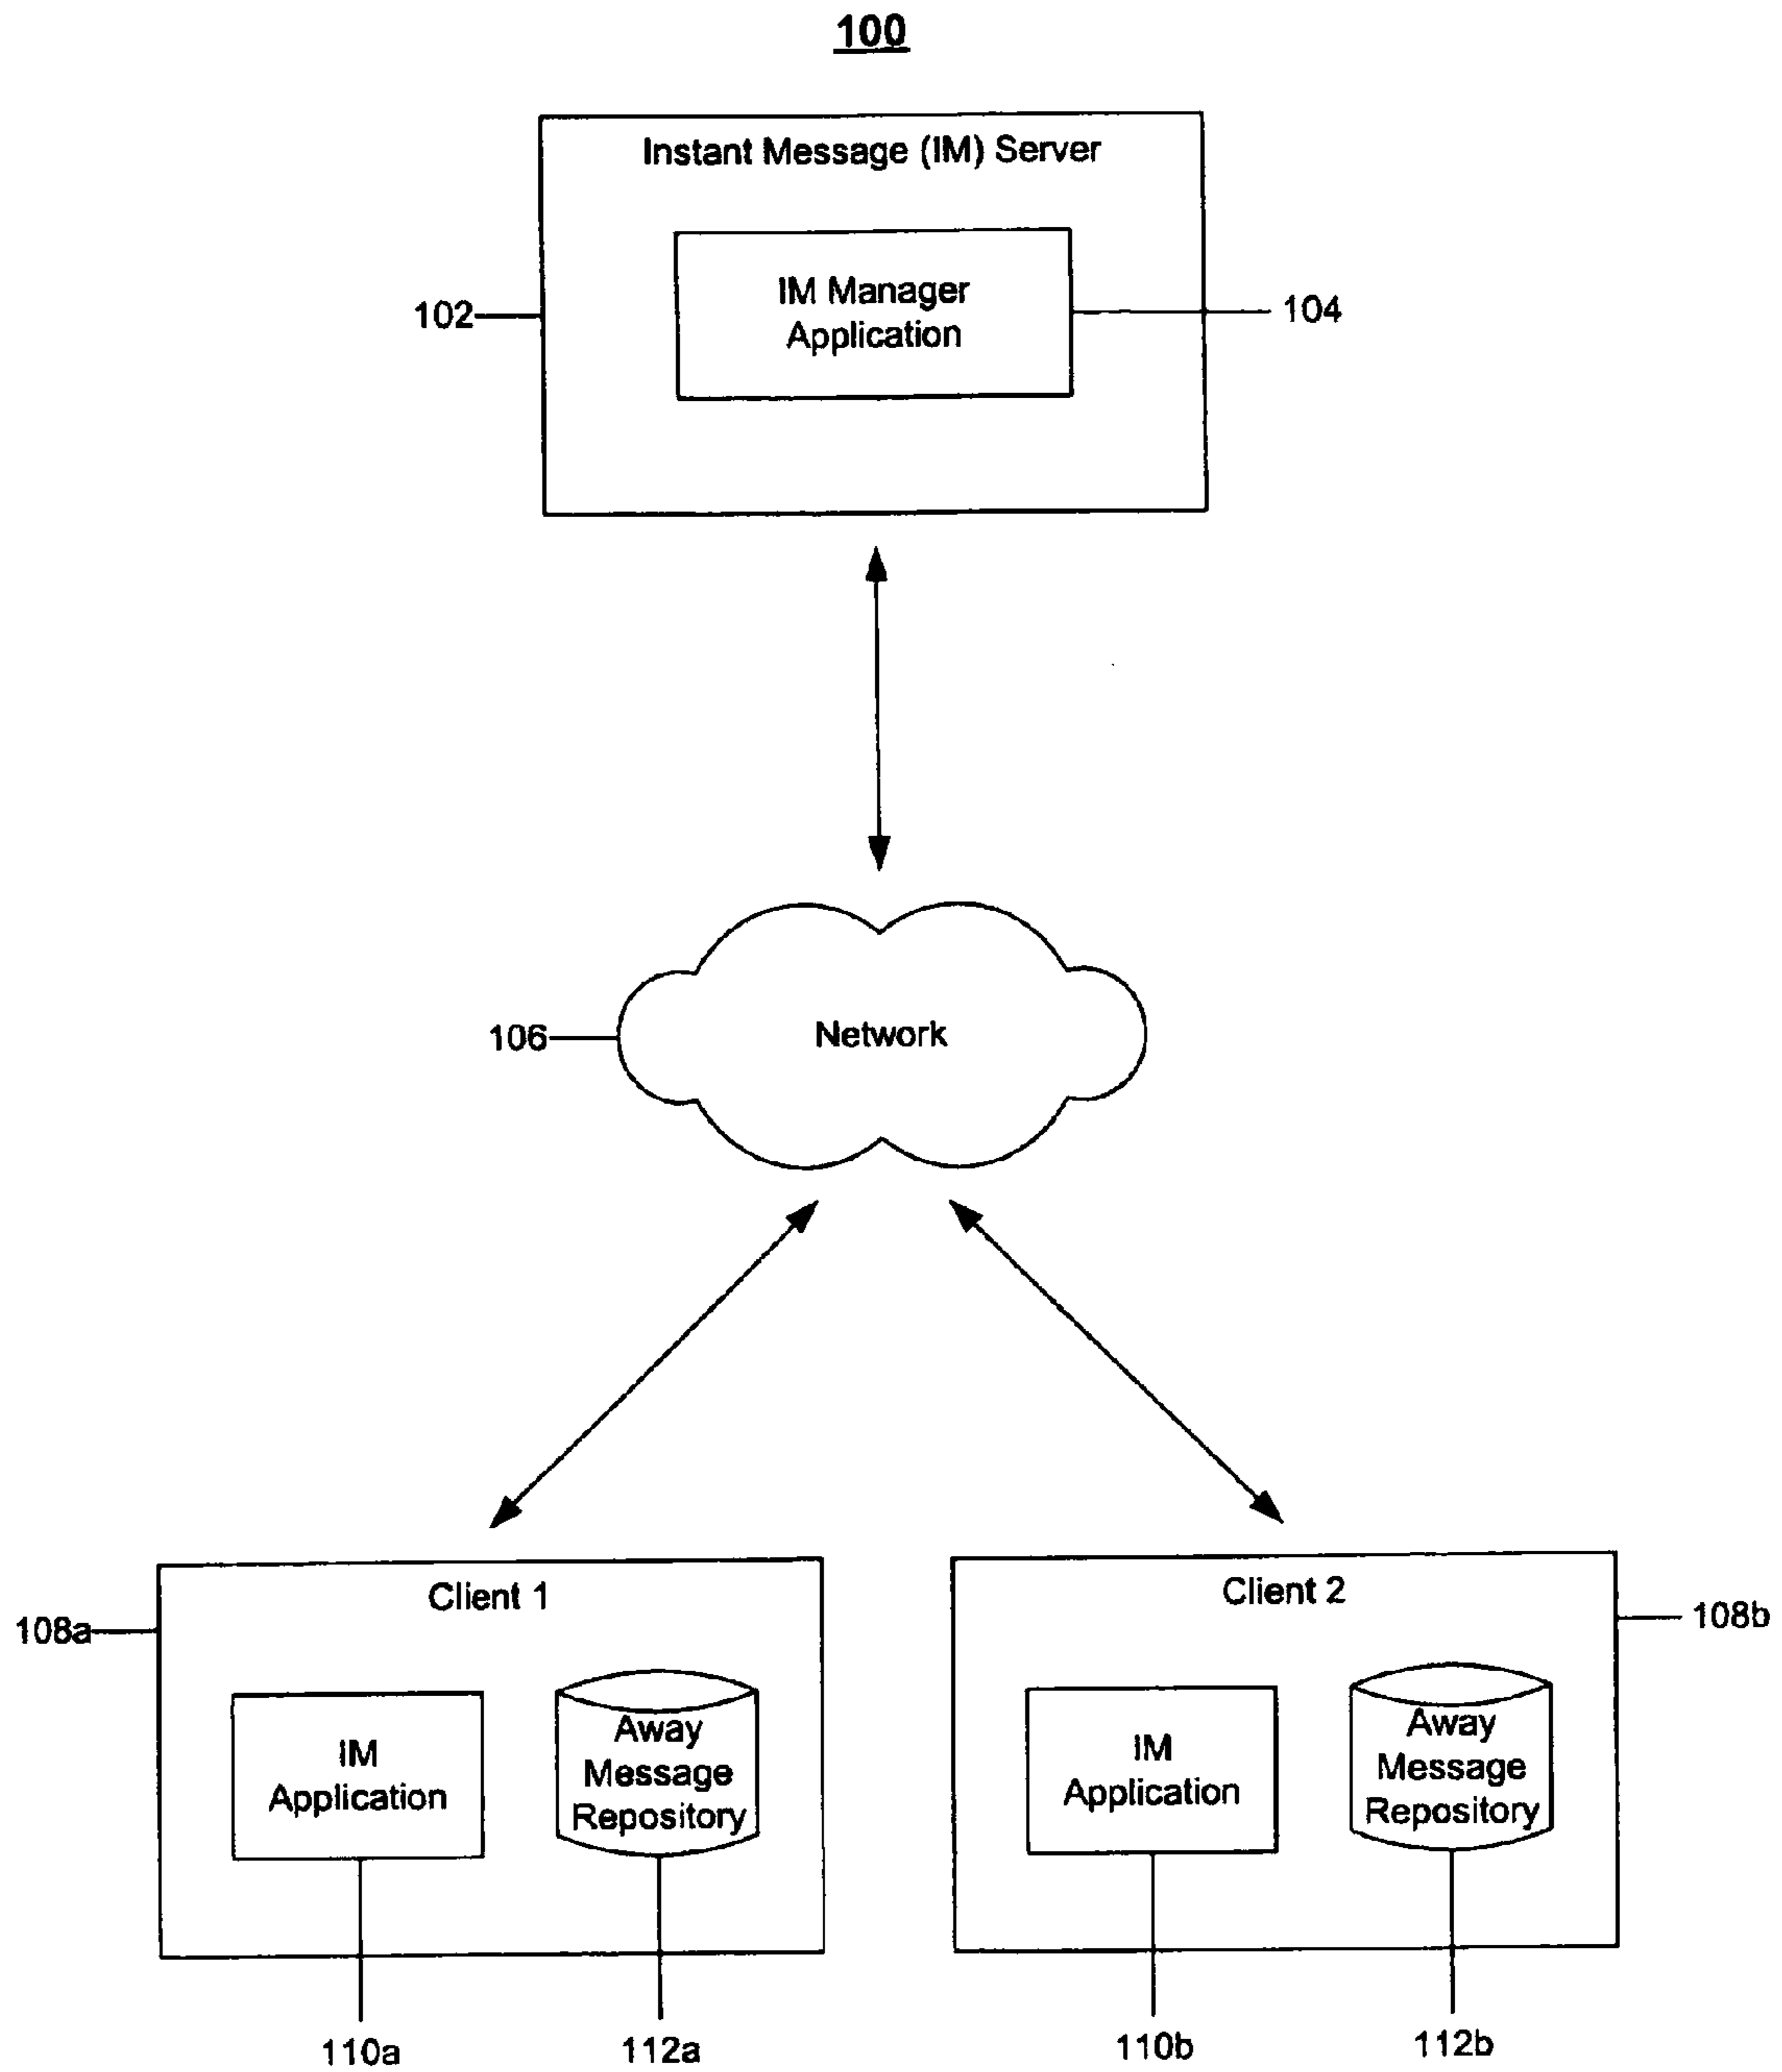 100
Instant Message (IM) Server
IM Manager
Application
102
104
106
Network
Client 1
Client 2
108a
108b
IM
Application
Away
Message
Repository
IM
Application
Away
Message
Repository
110a
112a
110b
112b